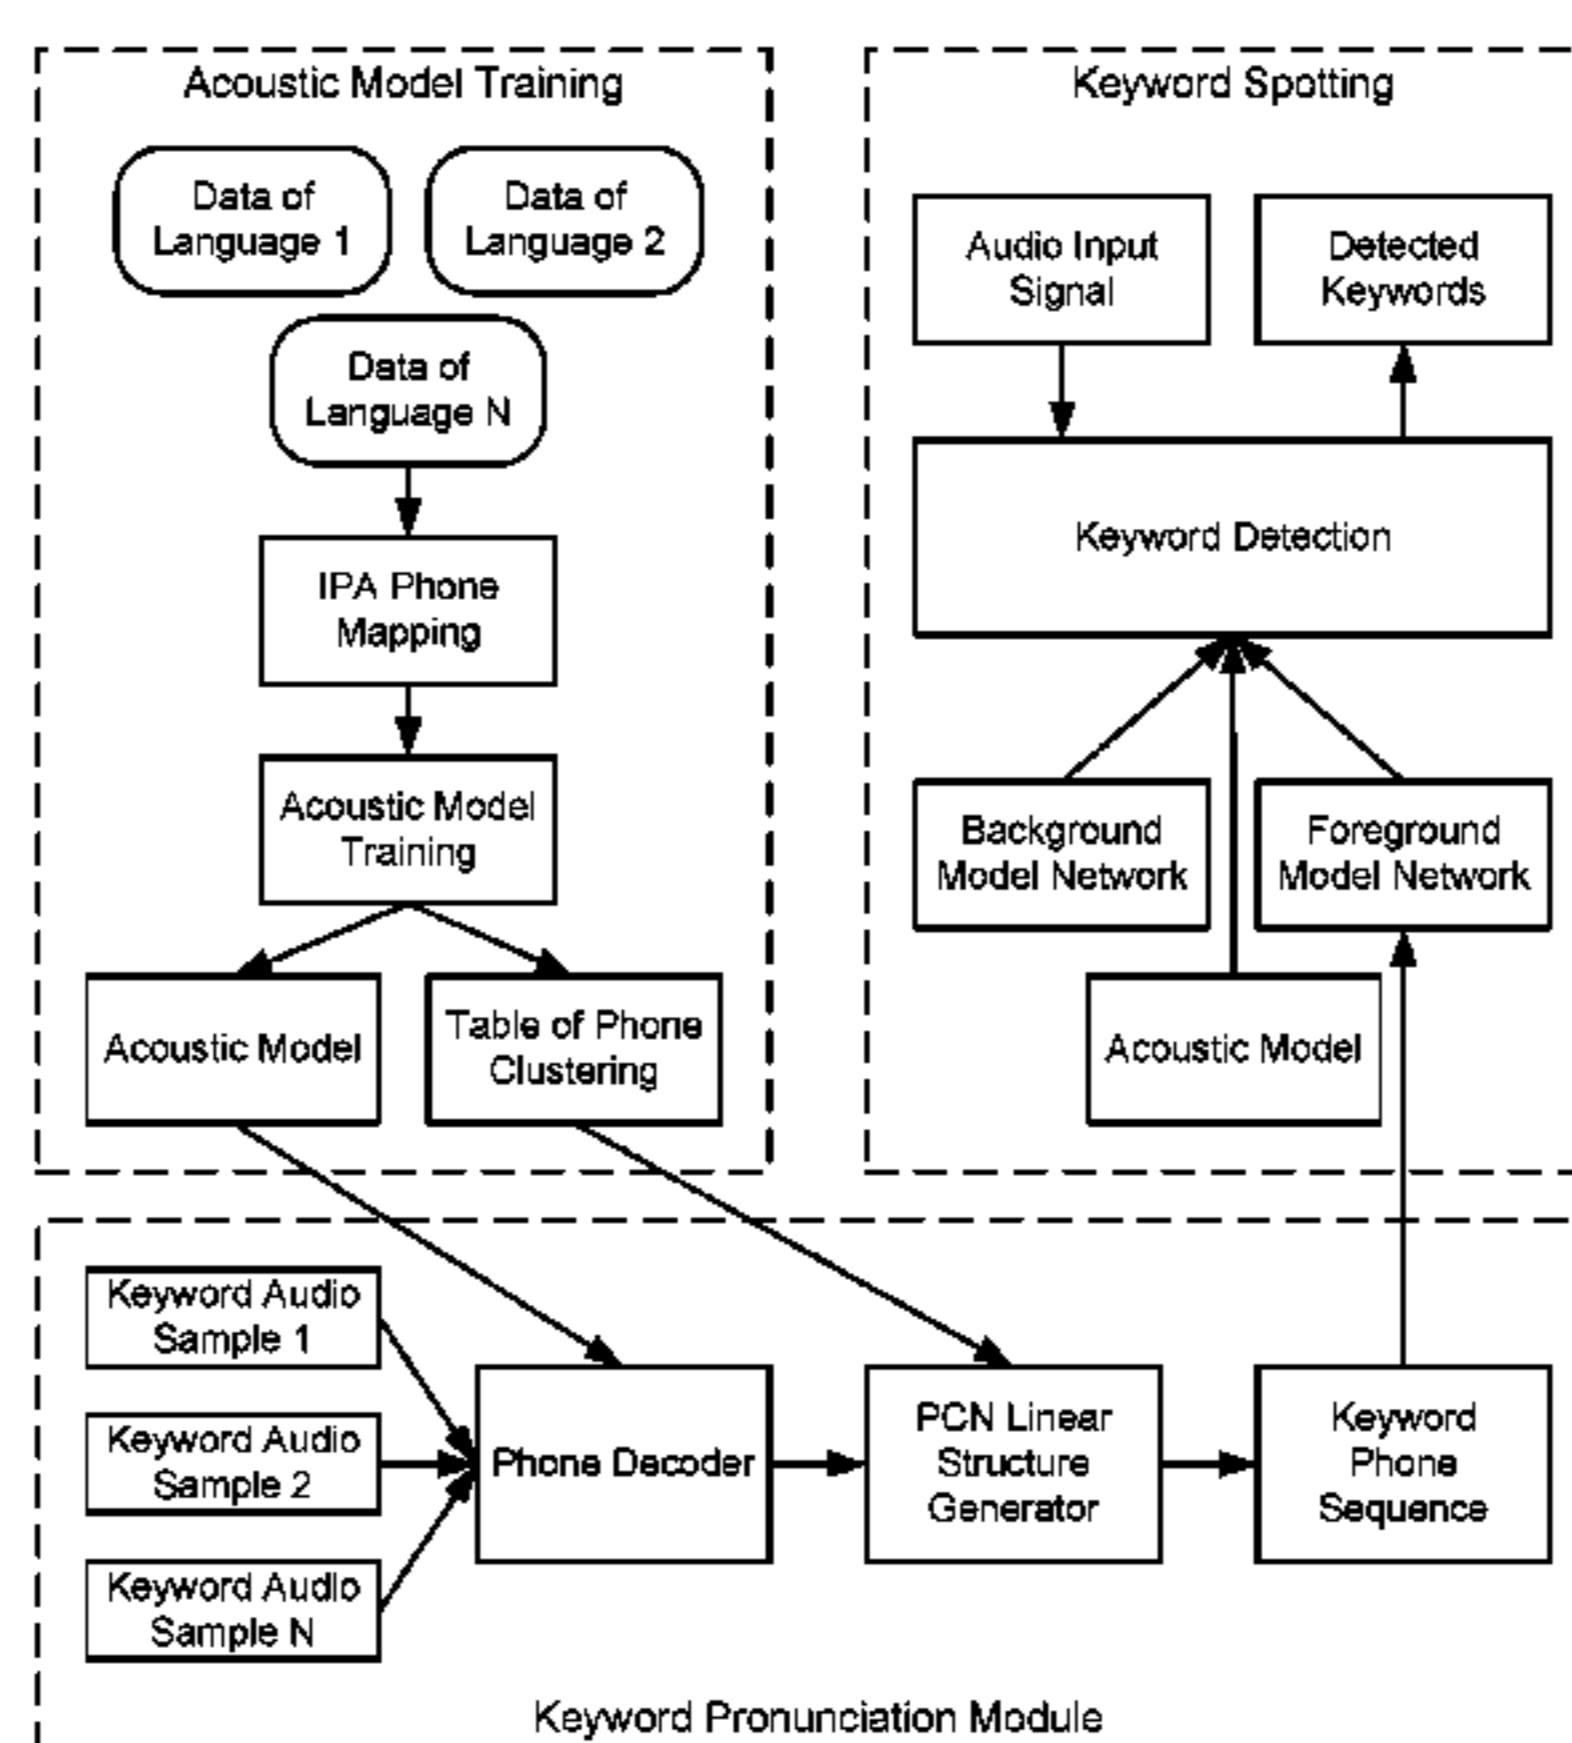 Acoustic Model Training
Data of
Language 1
Data of
Language 2
Data of
Language N
IPA Phone
Mapping
Acoustic Model
Training
Acoustic Model
Table of Phone
Clustering
Keyword Spotting
Audio Input
Signal
Detected
Keywords
Keyword Detection
Background
Model Network
Foreground
Model Network
Acoustic Model
Keyword Audio
Sample 1
Keyword Audio
Sample 2
Keyword Audio
Sample N
Phone Decoder
PCN Linear
Structure
Generator
Keyword
Phone
Sequence
Keyword Pronunciation Module